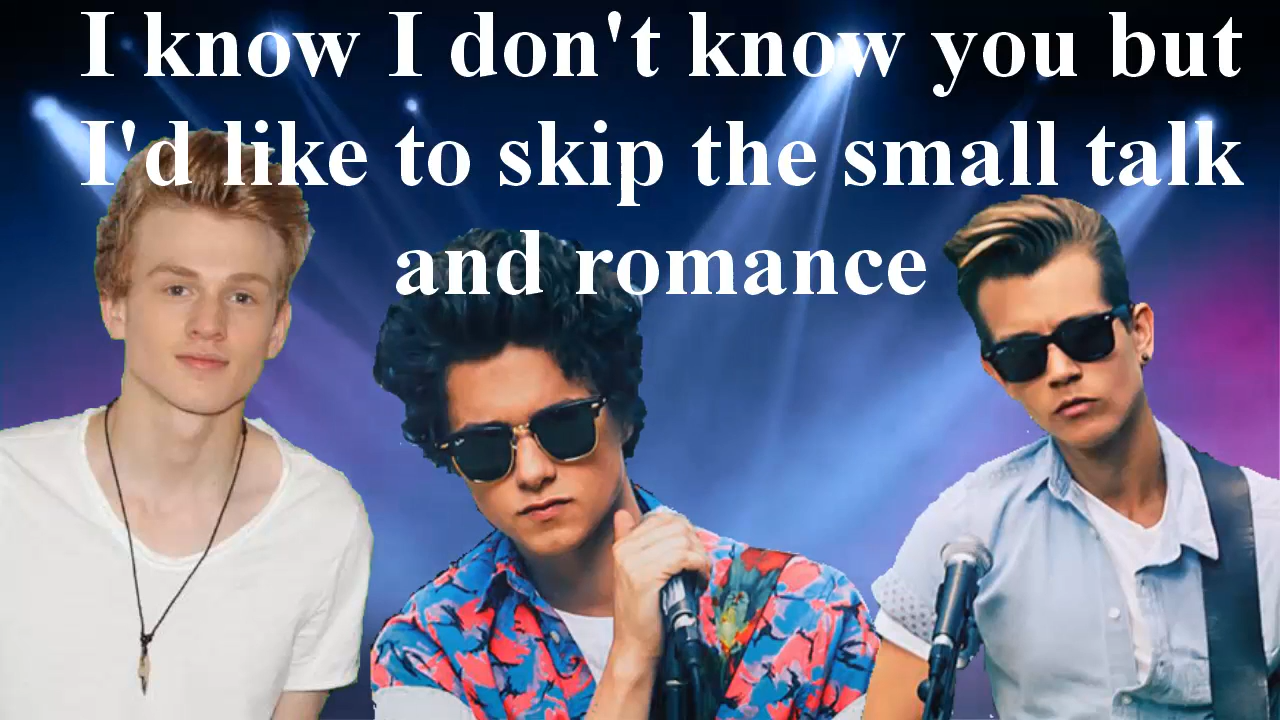 I know I don't know you but
I'd like to skip the small talk
and romance